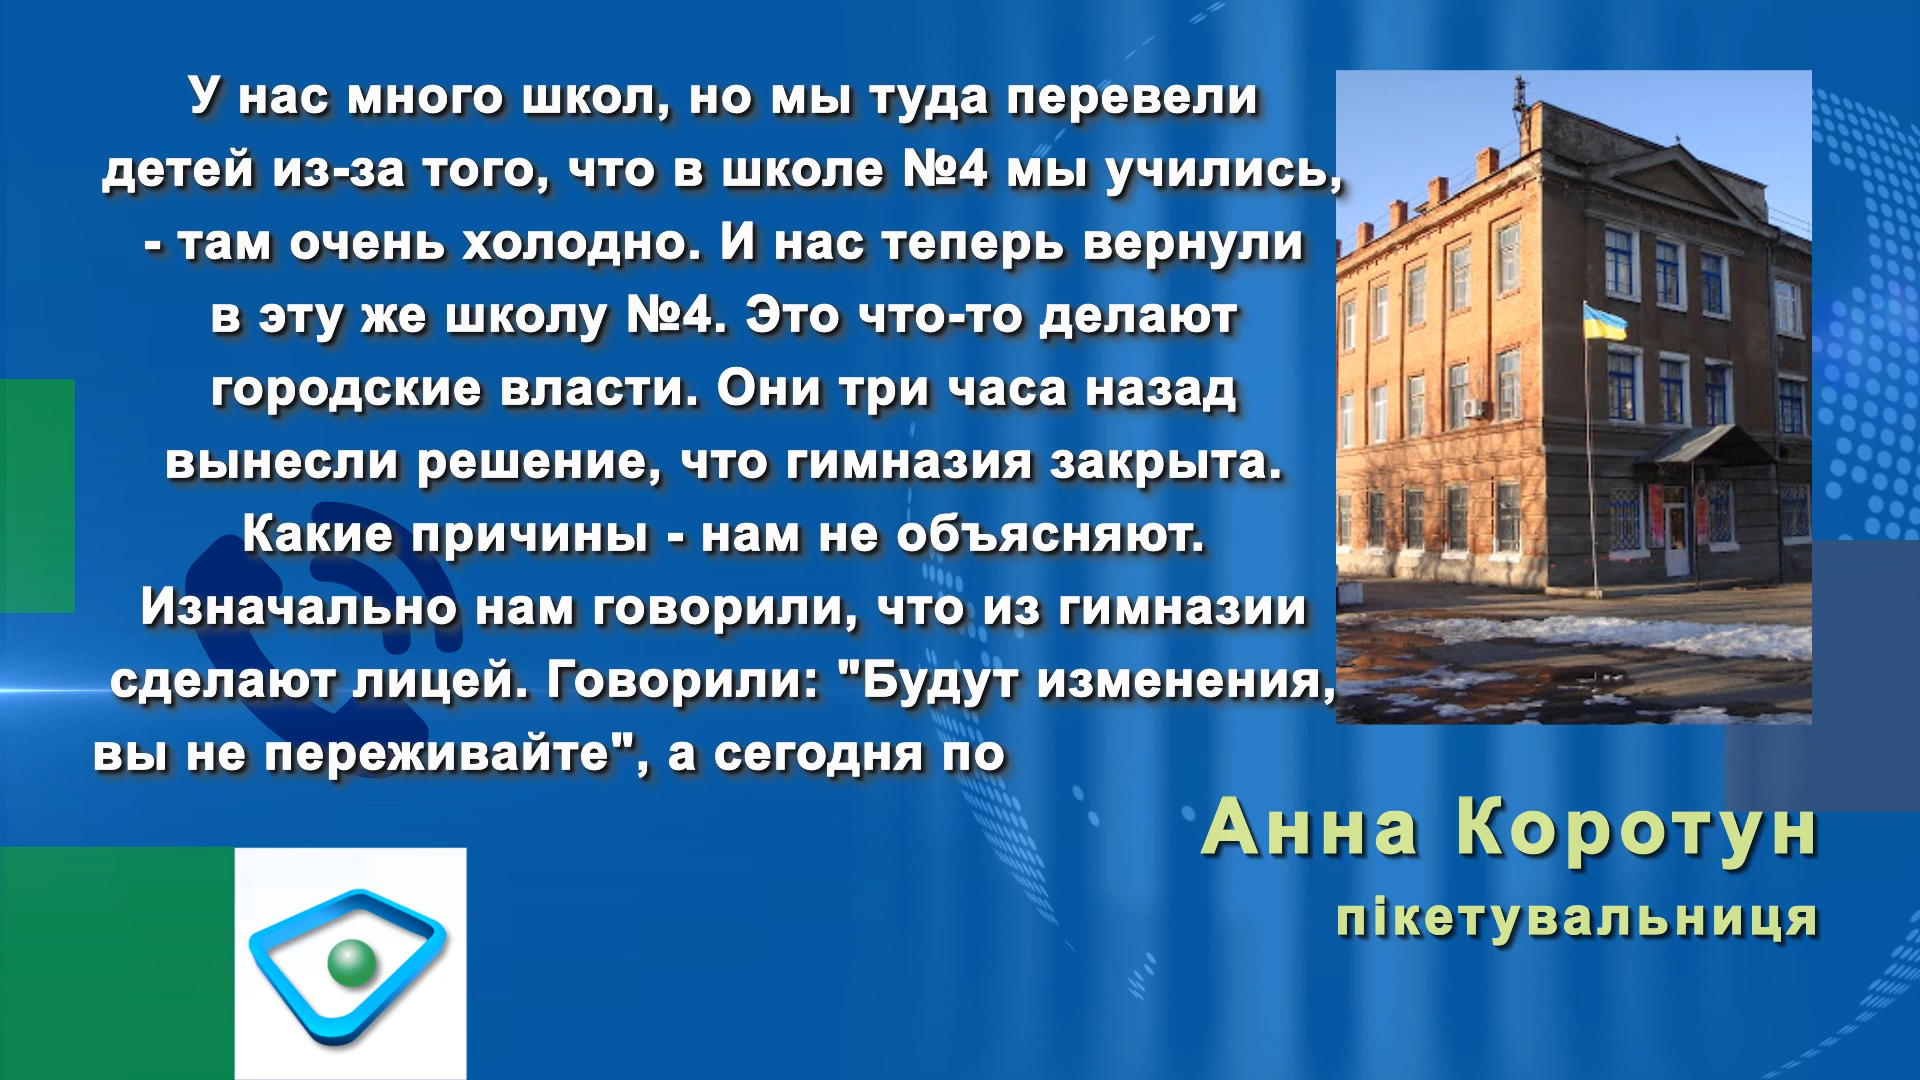 У нас много школ, но мы туда перевели
детей из-за того, что в школе №4 мы учились,
- там очень холодно. И нас теперь вернули
в эту же школу №4. Это что-то делают
городские власти. Они три часа назад
вынесли решение, что гимназия закрыта.
Какие причины - нам не объясняют.
Изначально нам говорили, что из гимназии
сделают лицей. Говорили: "Будут изменения,
вы не переживайте", а сегодня по
Анна Коротун
пікетувальниця